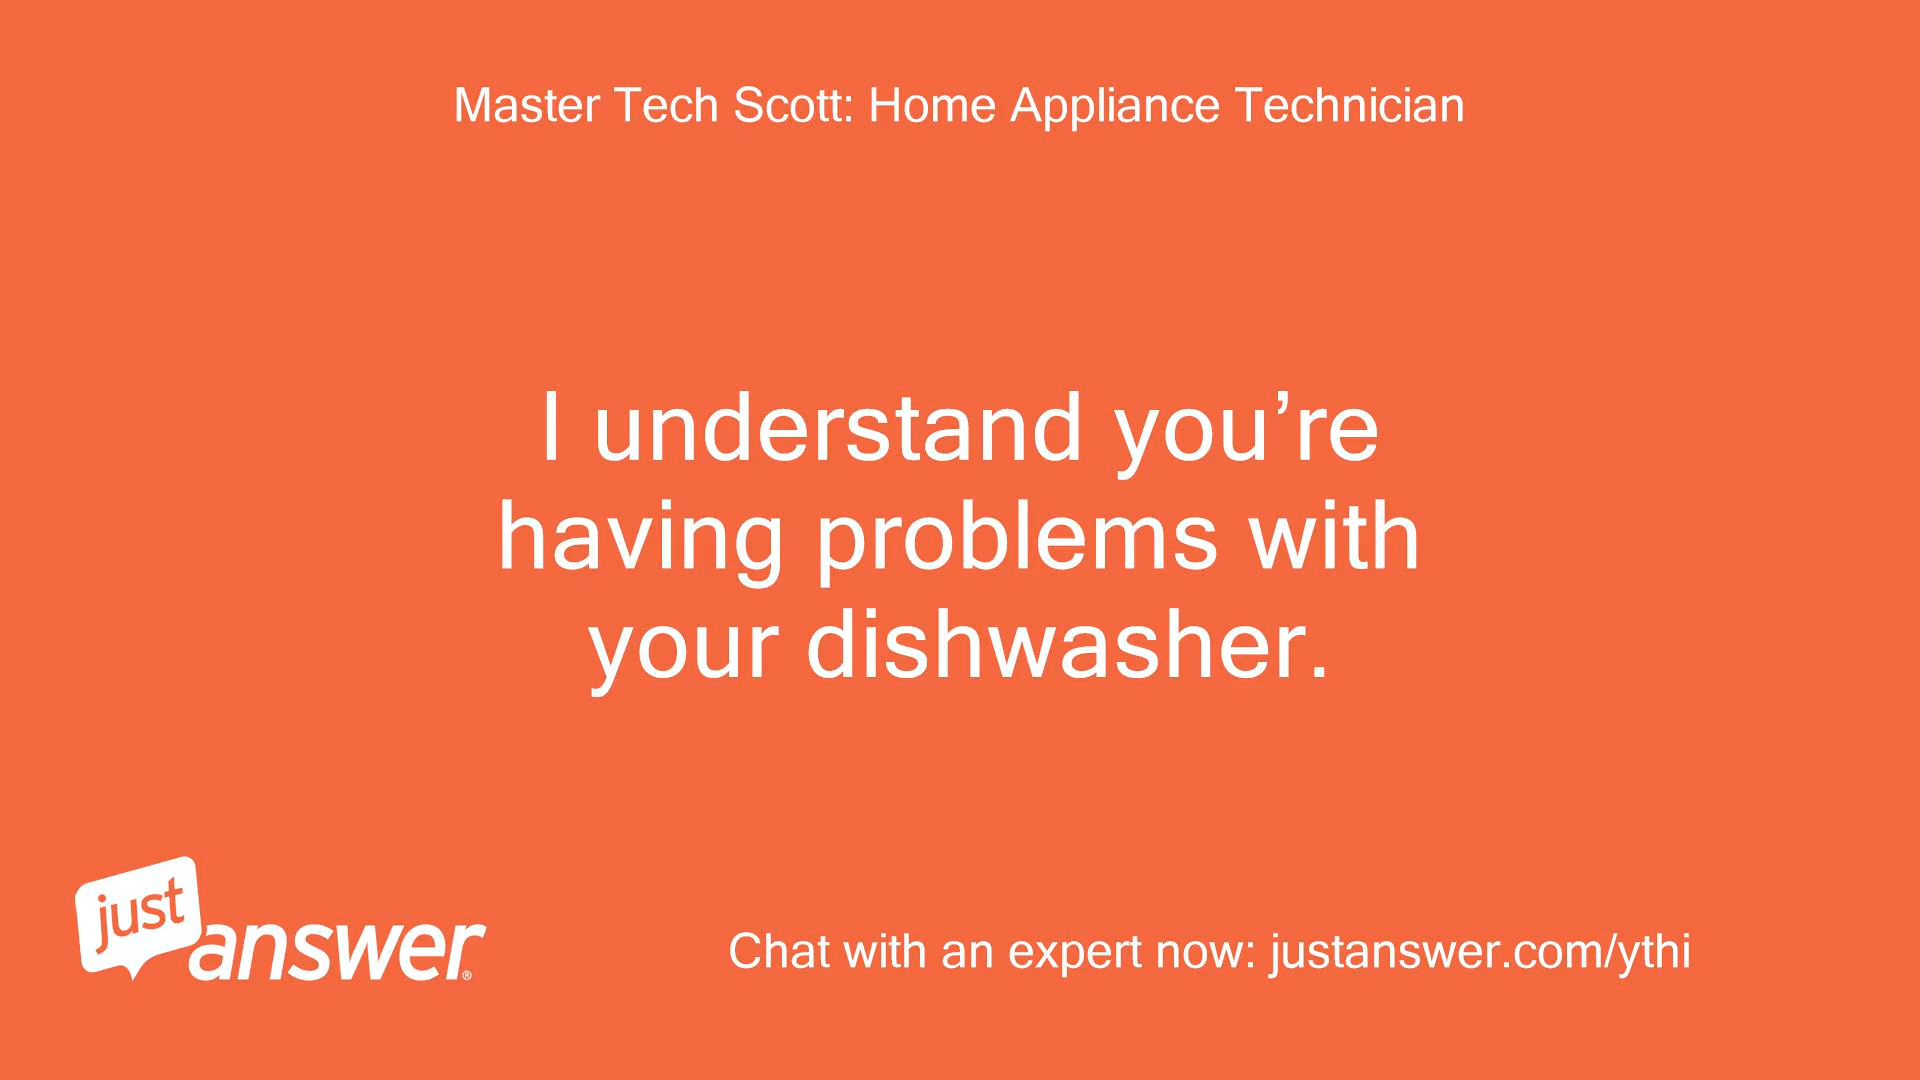 Master Tech Scott: Home Appliance Technician
I understand you’re
having problems with
your dishwasher.
just
answer®
Chat with an expert now: justanswer.com/ythi